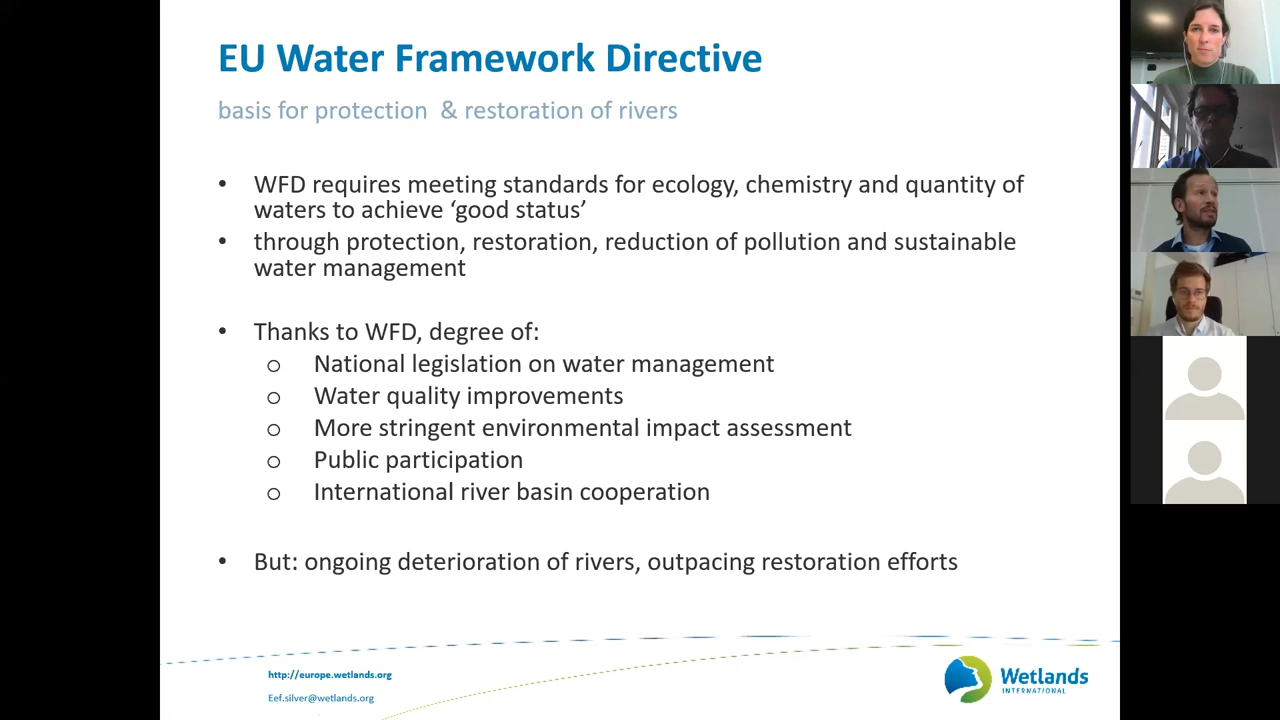 EU Water Framework Directive
basis for protection & restoration of rivers
• WFD requires meeting standards for ecology, chemistry and quantity of
waters to achieve ‘good status’
• through protection, restoration, reduction of pollution and sustainable
water management
• Thanks to WFD, degree of:
o National legislation on water management
o Water quality improvements
o More stringent environmental impact assessment
o Public participation
o International river basin cooperation
• But: ongoing deterioration of rivers, outpacing restoration efforts
http://europe.wetlands.org
Eef.silver@wetlands.org
Wetlands
INTERNATIONAL